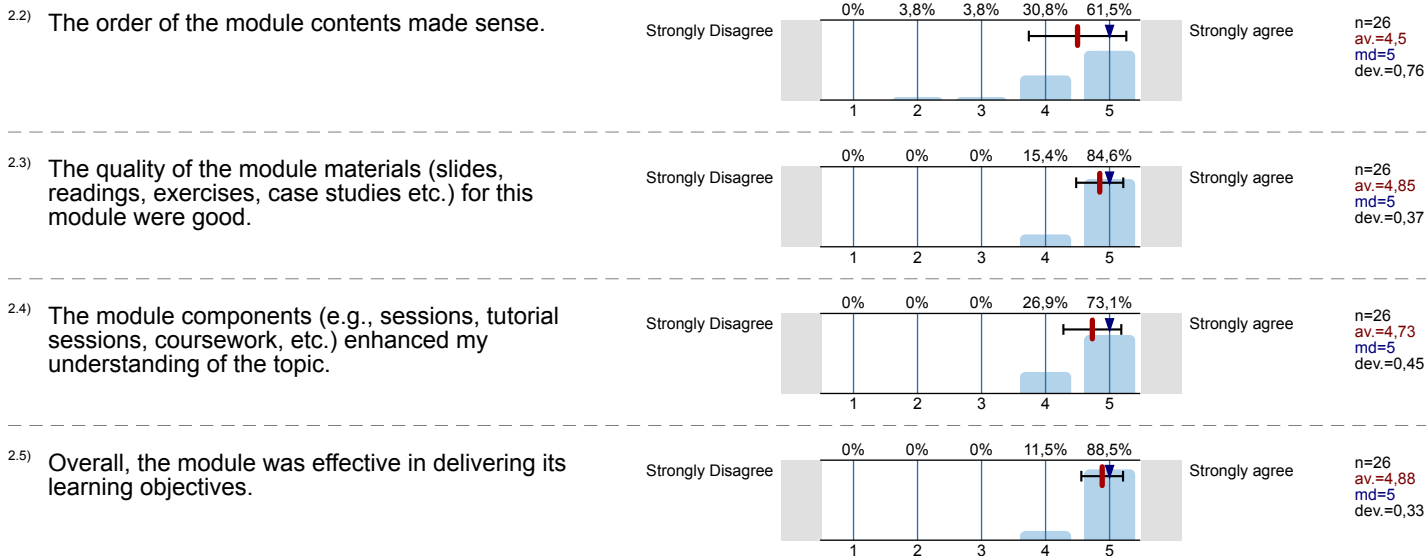 2.2) The order of the module contents made sense.
Strongly Disagree
0% 3,8% 3,8% 30,8% 61,5%
1 2 3 4 5
Strongly agree
n=26
av.=4,5
md=5
dev.=0,76
2.3) The quality of the module materials (slides,
readings, exercises, case studies etc.) for this
module were good.
Strongly Disagree
0% 0% 0% 15,4% 84,6%
1 2 3 4 5
Strongly agree
n=26
av.=4,85
md=5
dev.=0,37
2.4) The module components (e.g., sessions, tutorial
sessions, coursework, etc.) enhanced my
understanding of the topic.
Strongly Disagree
0% 0% 0% 26,9% 73,1%
1 2 3 4 5
Strongly agree
n=26
av.=4,73
md=5
dev.=0,45
2.5) Overall, the module was effective in delivering its
learning objectives.
Strongly Disagree
0% 0% 0% 11,5% 88,5%
1 2 3 4 5
Strongly agree
n=26
av.=4,88
md=5
dev.=0,33